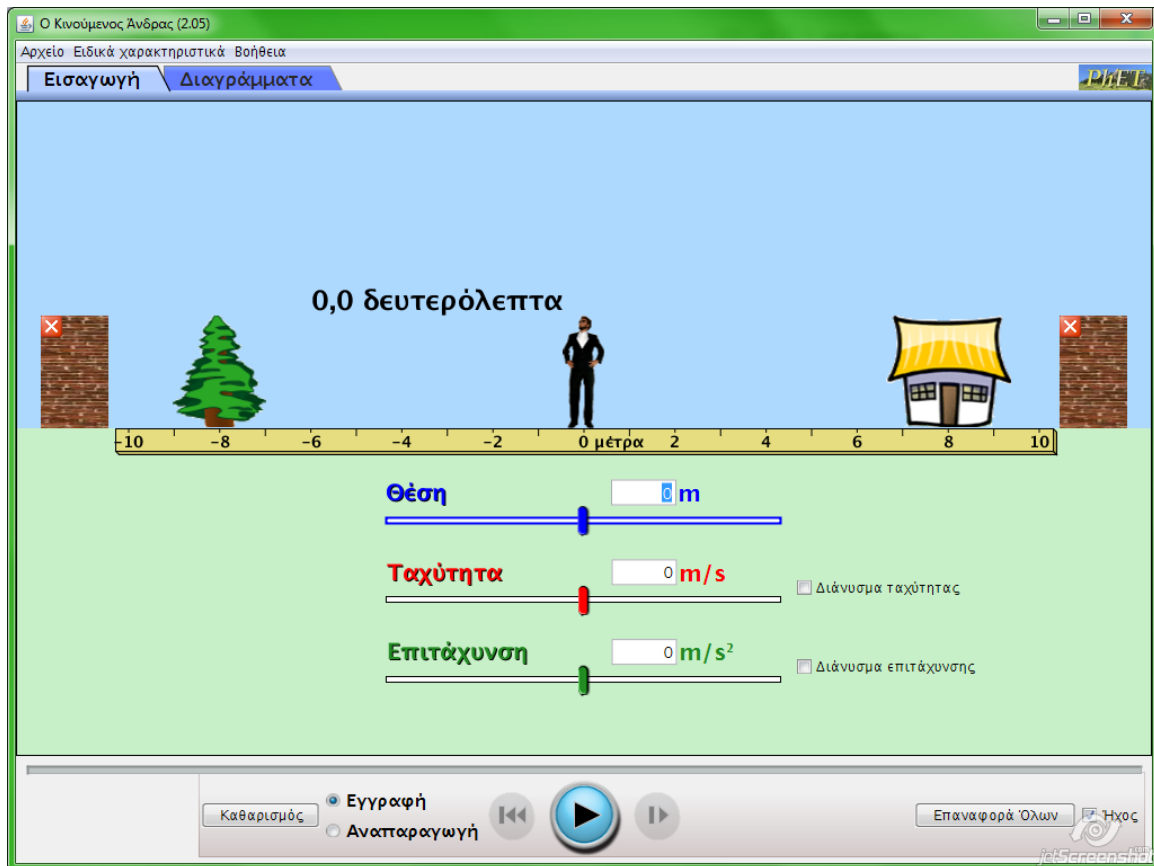 Ο Κινούμενος Άνδρας (2.05)
Αρχείο Ειδικά χαρακτηριστικά Βοήθεια
Εισαγωγή Διαγράμματα PhET
0,0 δευτερόλεπτα
-10 -8 -6 -4 -2 0 μέτρα 2 4 6 8 10
Θέση 0 m
Ταχύτητα 0 m/s
Διάνυσμα ταχύτητας
Επιτάχυνση 0 m/s²
Διάνυσμα επιτάχυνσης
Εγγραφή
Καθαρισμός Επαναφορά Όλων Ήχος
Αναπαραγωγή
jetScreenshot